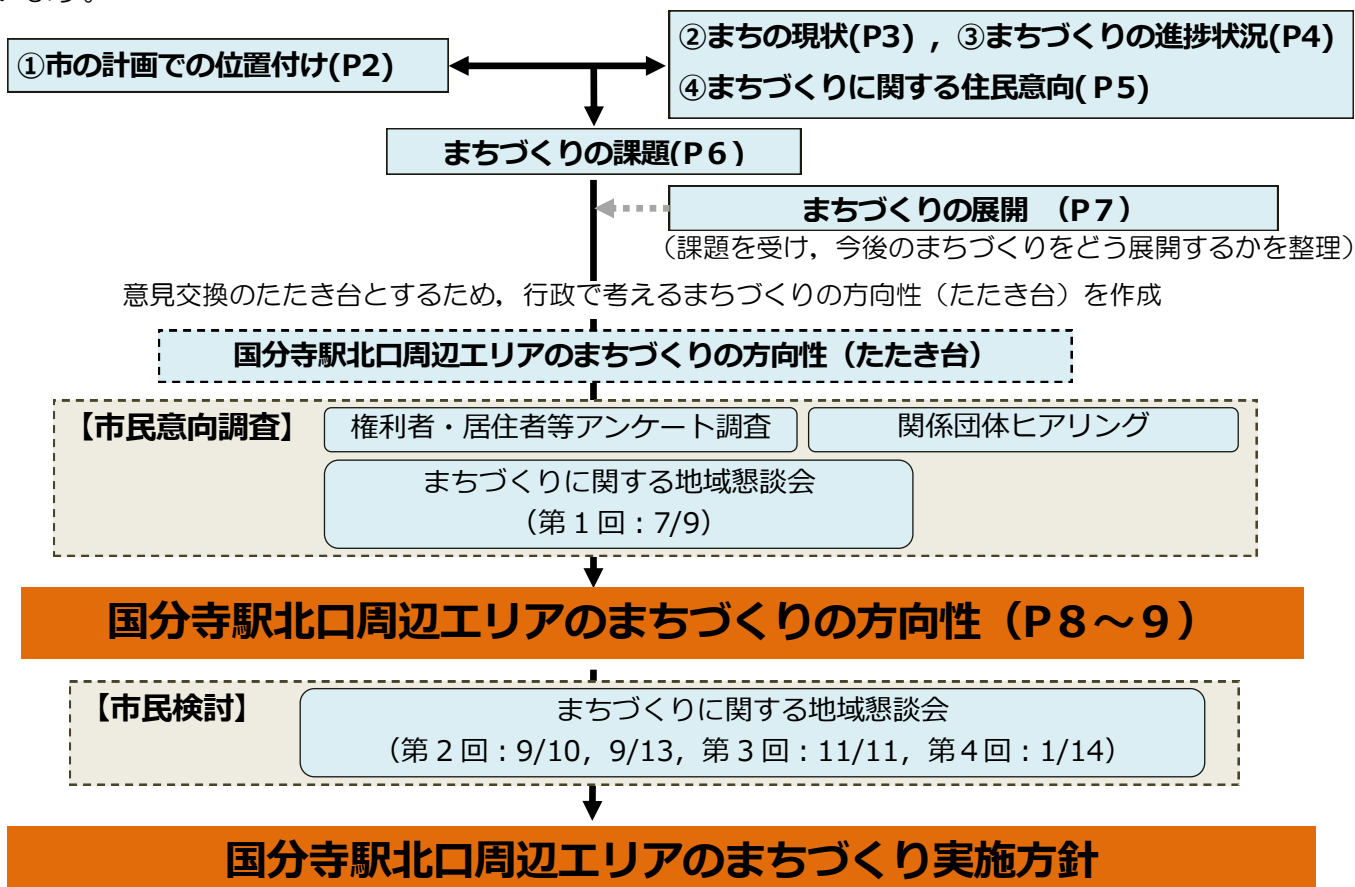 ①市の計画での位置付け(P2)
②まちの現状(P3) , ③まちづくりの進捗状況(P4)
④まちづくりに関する住民意向(Ｐ5)
まちづくりの課題(P６)
まちづくりの展開　（P７）
（課題を受け，今後のまちづくりをどう展開するかを整理）
意見交換のたたき台とするため，行政で考えるまちづくりの方向性（たたき台）を作成
国分寺駅北口周辺エリアのまちづくりの方向性（たたき台）
【市民意向調査】
権利者・居住者等アンケート調査
関係団体ヒアリング
まちづくりに関する地域懇談会
（第１回：7/9）
国分寺駅北口周辺エリアのまちづくりの方向性（P８～９）
【市民検討】
まちづくりに関する地域懇談会
（第２回：9/10，9/13，第３回：11/11，第４回：1/14）
国分寺駅北口周辺エリアのまちづくり実施方針